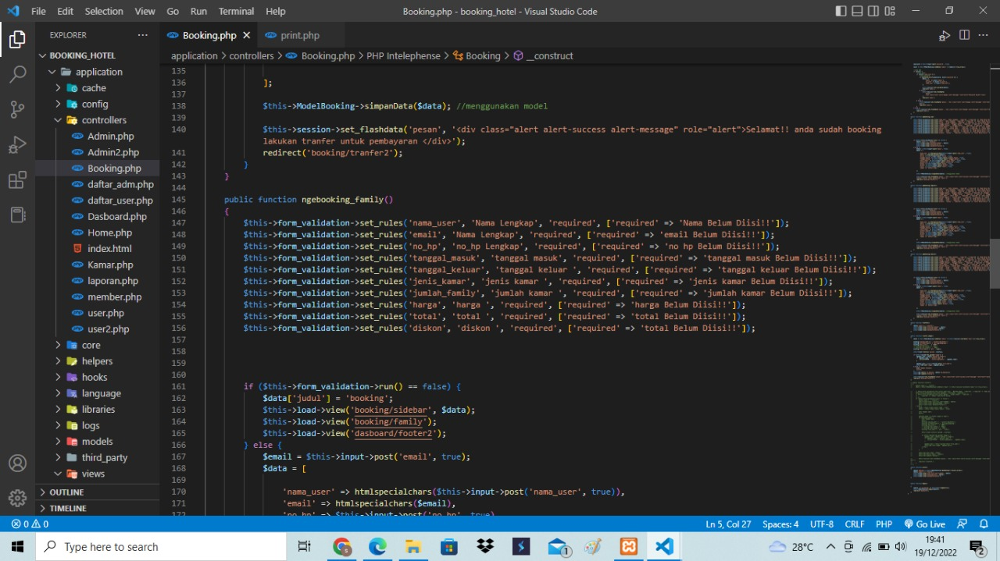 File Edit Selection View Go Run Terminal Help
Booking.php - booking_hotel - Visual Studio Code
EXPLORER
BOOKING_HOTEL
application
cache
config
controllers
Admin.php
Admin2.php
Booking.php
daftar_adm.php
daftar_user.php
Dasboard.php
Home.php
index.html
Kamar.php
laporan.php
member.php
user.php
user2.php
core
helpers
hooks
language
libraries
logs
models
third_party
views
OUTLINE
TIMELINE
Booking.php
print.php
application > controllers > Booking.php > PHP Intelephense > Booking > __construct
135
136 ];
137
138 $this->ModelBooking->simpanData($data); //menggunakan model
139
140 $this->session->set_flashdata('pesan', '<div class="alert alert-success alert-message" role="alert">Selamat!! anda sudah booking
lakukan tranfer untuk pembayaran </div>');
141 redirect('booking/tranfer');
142 }
143 }
144
145 public function ngebooking_family()
146 {
147 $this->form_validation->set_rules('nama_user', 'Nama Lengkap', 'required', ['required' => 'Nama Belum Diisi!!']);
148 $this->form_validation->set_rules('email', 'Nama Lengkap', 'required', ['required' => 'email Belum Diisi!!']);
149 $this->form_validation->set_rules('no_hp', 'no_hp Lengkap', 'required', ['required' => 'no hp Belum Diisi!!']);
150 $this->form_validation->set_rules('tanggal_masuk', 'tanggal masuk', 'required', ['required' => 'tanggal masuk Belum Diisi!!']);
151 $this->form_validation->set_rules('tanggal_keluar', 'tanggal keluar ', 'required', ['required' => 'tanggal keluar Belum Diisi!!']);
152 $this->form_validation->set_rules('jenis_kamar', 'jenis kamar ', 'required', ['required' => 'jenis kamar Belum Diisi!!']);
153 $this->form_validation->set_rules('jumlah_family', 'jumlah kamar ', 'required', ['required' => 'jumlah kamar Belum Diisi!!']);
154 $this->form_validation->set_rules('harga', 'harga ', 'required', ['required' => 'harga Belum Diisi!!']);
155 $this->form_validation->set_rules('total', 'total ', 'required', ['required' => 'total Belum Diisi!!']);
156 $this->form_validation->set_rules('diskon', 'diskon ', 'required', ['required' => 'total Belum Diisi!!']);
157
158
159
160
161 if ($this->form_validation->run() == false) {
162 $data['judul'] = 'booking';
163 $this->load->view('booking/sidebar', $data);
164 $this->load->view('booking/family');
165 $this->load->view('dasboard/footer2');
166 } else {
167 $email = $this->input->post('email', true);
168 $data = [
169
170 'nama_user' => htmlspecialchars($this->input->post('nama_user', true)),
171 'email' => htmlspecialchars($email),
172 'no_hp' => $this->input->post('no_hp', true)
0 0
Ln 5, Col 27 Spaces: 4 UTF-8 CRLF PHP Go Live
Type here to search
1
28°C
19:41
19/12/2022
2